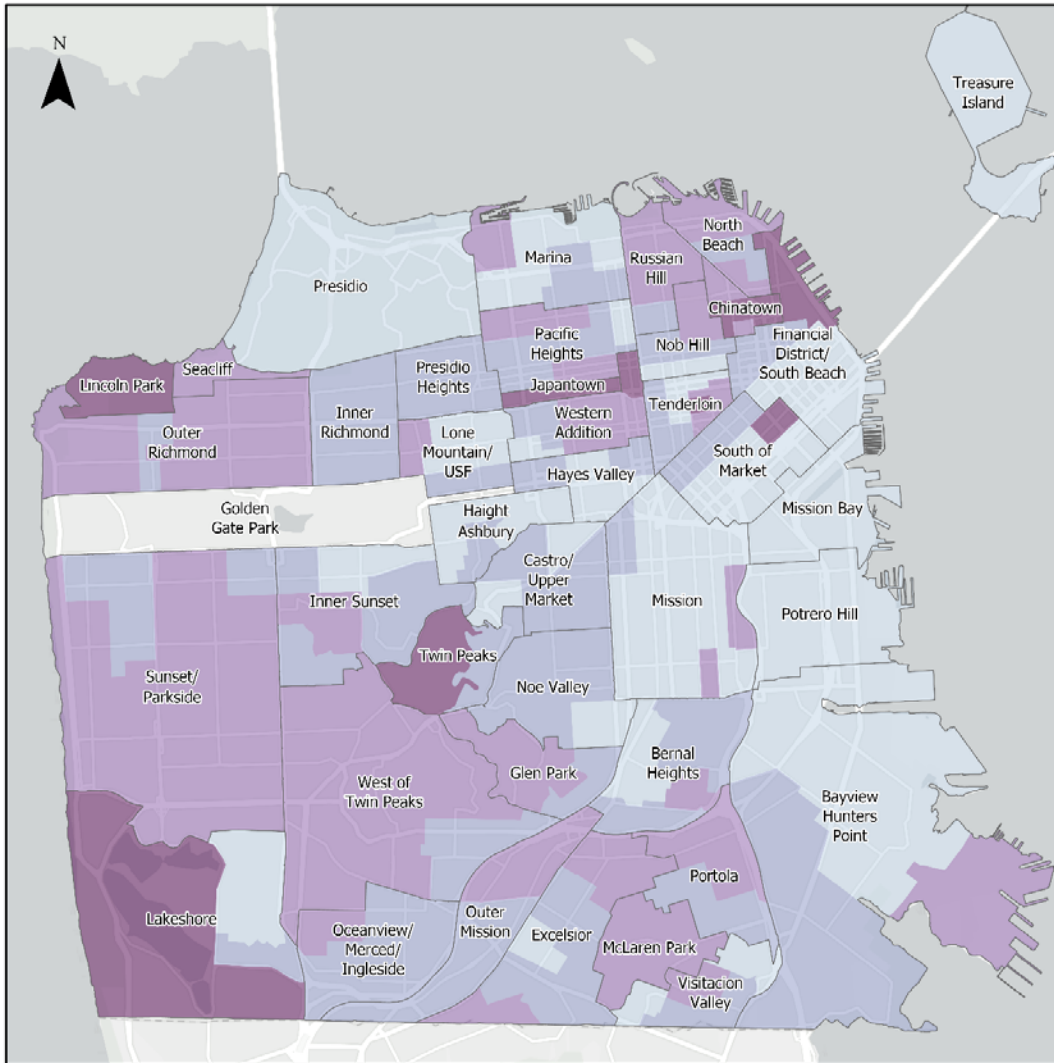 N
Treasure
Island
North
Beach
Marina
Russian
Hill
Presidio
Chinatown
Pacific
Heights
Nob Hill
Financial
District/
South Beach
Seacliff
Presidio
Heights
Lincoln Park
Japantown
Tenderloin
Inner
Richmond
Western
Addition
Outer
Richmond
Lone
Mountain/
USF
South of
Market
Hayes Valley
Golden
Gate Park
Haight
Ashbury
Mission Bay
Castro/
Upper
Market
Inner Sunset
Mission
Potrero Hill
Twin Peaks
Sunset/
Parkside
Noe Valley
Bernal
Heights
Glen Park
West of
Twin Peaks
Bayview
Hunters
Point
Portola
Lakeshore
Outer
Mission
Oceanview/
Merced/
Ingleside
Excelsior
McLaren Park
Visitacion
Valley